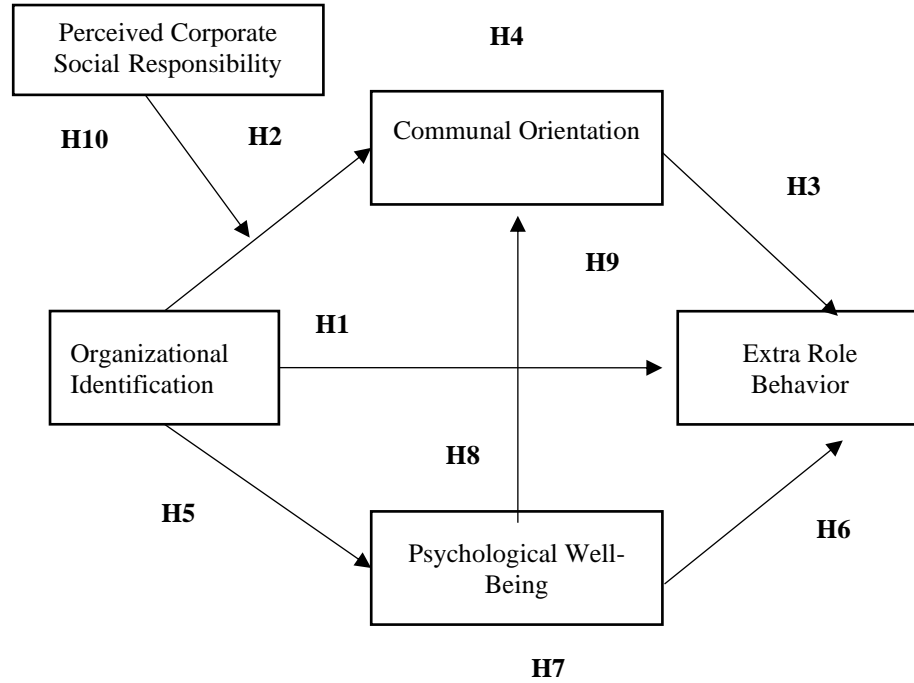 Perceived Corporate
Social Responsibility
H4
H10
H2
Communal Orientation
H3
H9
H1
Organizational
Identification
Extra Role
Behavior
H8
H5
H6
Psychological Well-
Being
H7